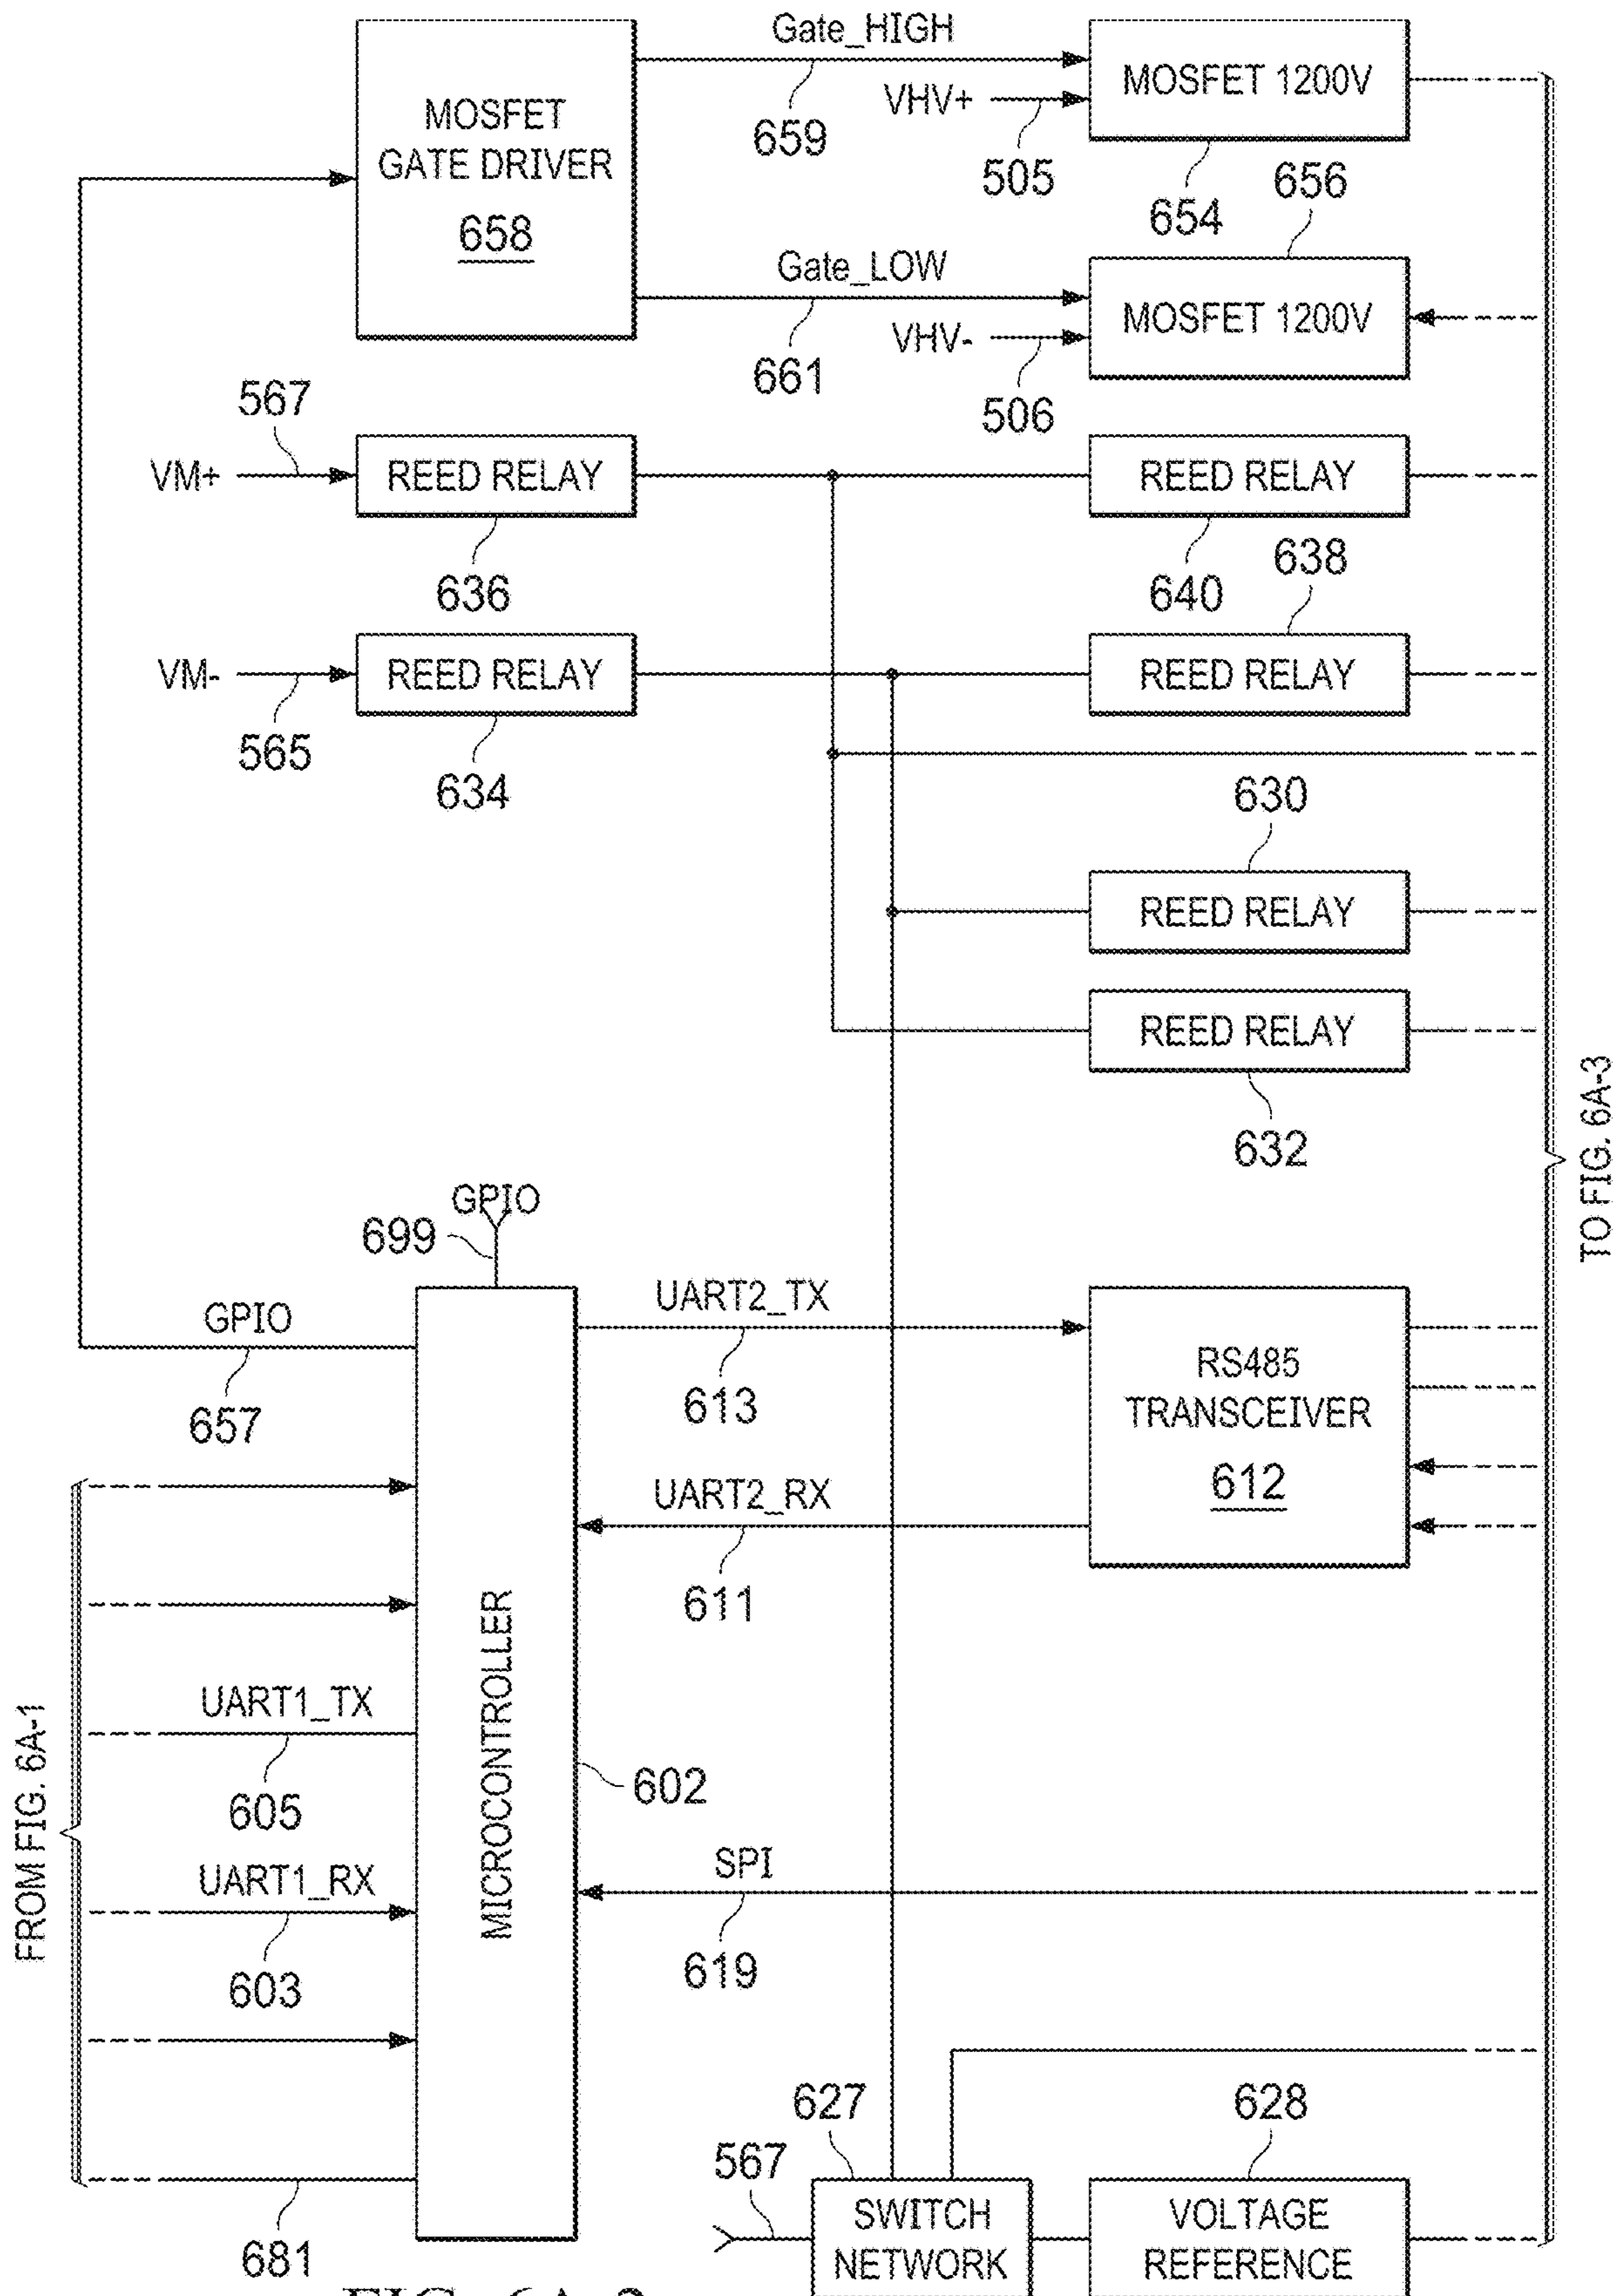 Gate_HIGH
MOSFET
GATE DRIVER
658
659
VHV+
505
MOSFET 1200V
654
656
Gate_LOW
661
VHV-
506
MOSFET 1200V
567
VM+
REED RELAY
636
REED RELAY
640
638
VM-
565
REED RELAY
634
REED RELAY
630
REED RELAY
REED RELAY
632
TO FIG. 6A-3
GPIO
699
GPIO
657
UART2_TX
613
RS485
TRANSCEIVER
612
UART2_RX
611
FROM FIG. 6A-1
UART1_TX
605
MICROCONTROLLER
602
UART1_RX
603
SPI
619
681
567
627
SWITCH
NETWORK
628
VOLTAGE
REFERENCE